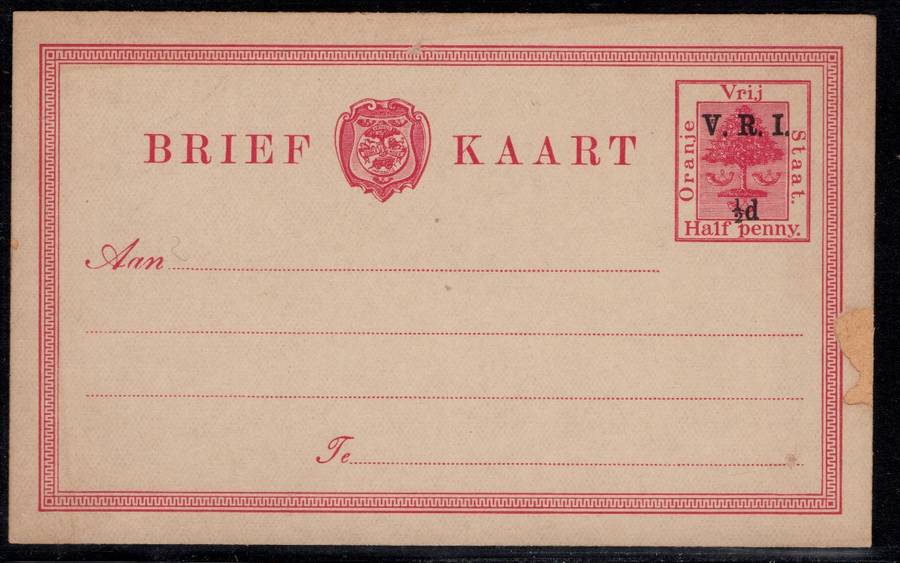 BRIEF KAART
Vrij
Oranje
Staat.
V. R. I.
½d
Half penny.
Aan
Te